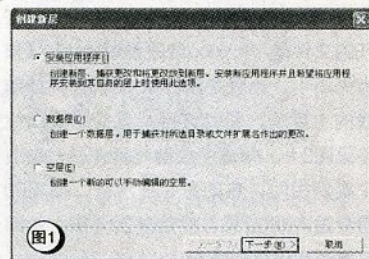 创建新层
安装应用程序(I)
创建新层，捕获更改和将更改放到新层。安装新应用程序并且希望将应用程
序安装到其自身的层上时使用此选项。
数据层(D)
创建一个数据层，用于捕获对所选目录或文件扩展名作出的更改。
空层(E)
创建一个新的可以手动编辑的空层。
图1
下一步(N) >
取消